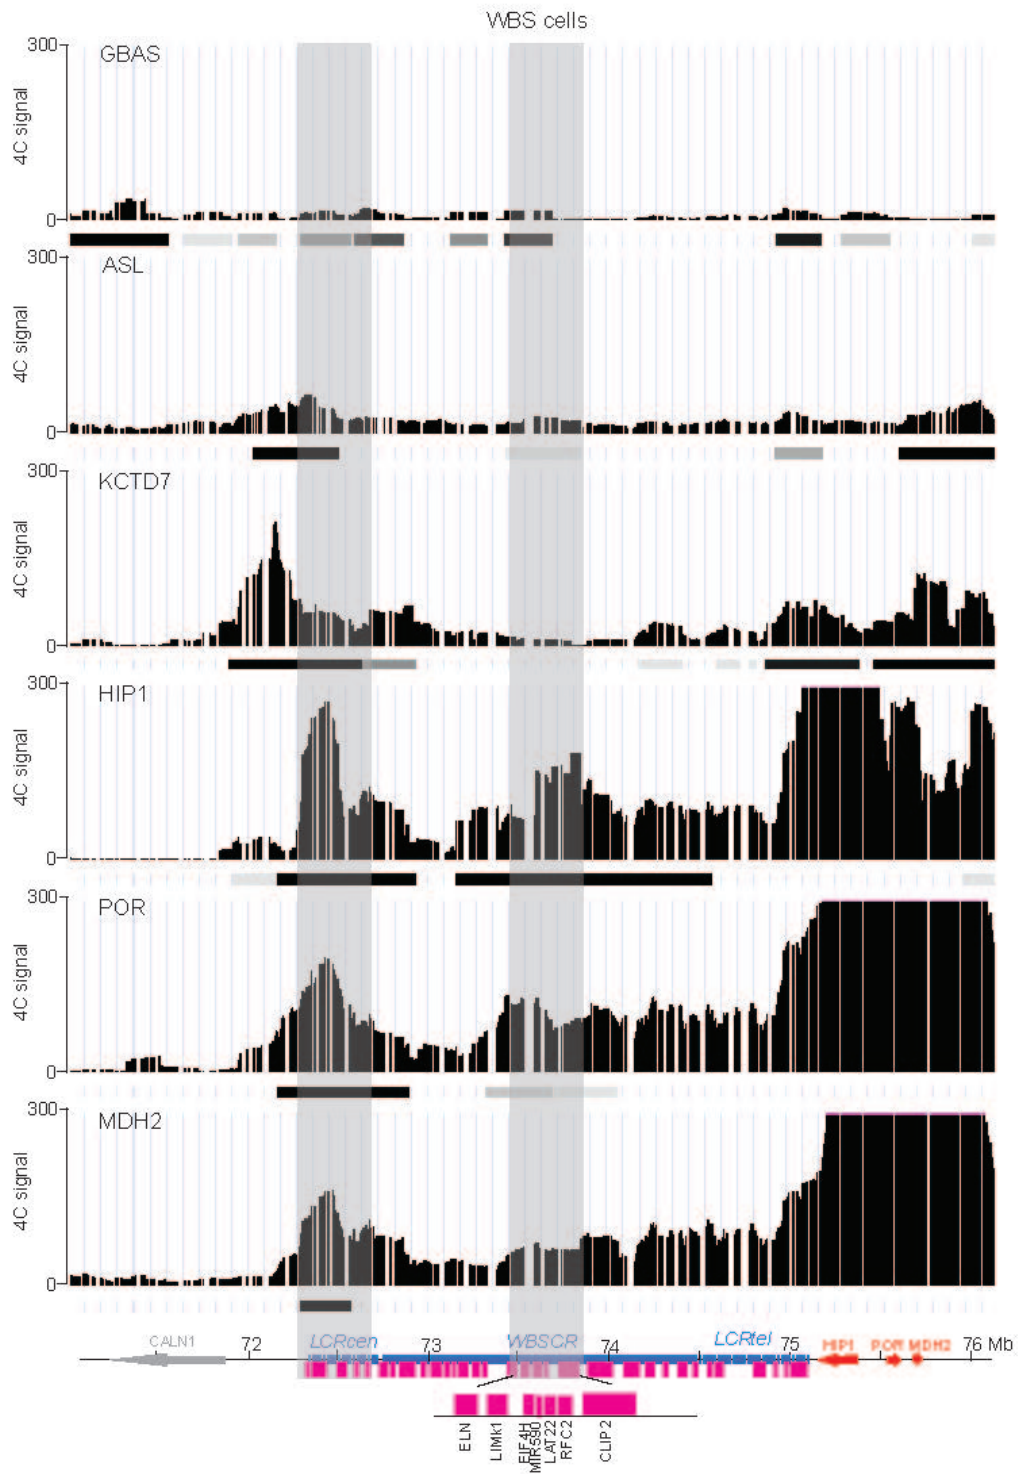 WBS cells
300
GBAS
4C signal
0
300
ASL
4C signal
0
300
KCTD7
4C signal
0
300
HIP1
4C signal
0
300
POR
4C signal
0
300
MDH2
4C signal
0
CALN1 72 LCRcen 73 WBSCR 74 LCRtel 75 HIP1 POR MDH2 76 Mb
ELN
LIMk1
EIF4H
MIR590
LAT22
RFC2
CLIP2